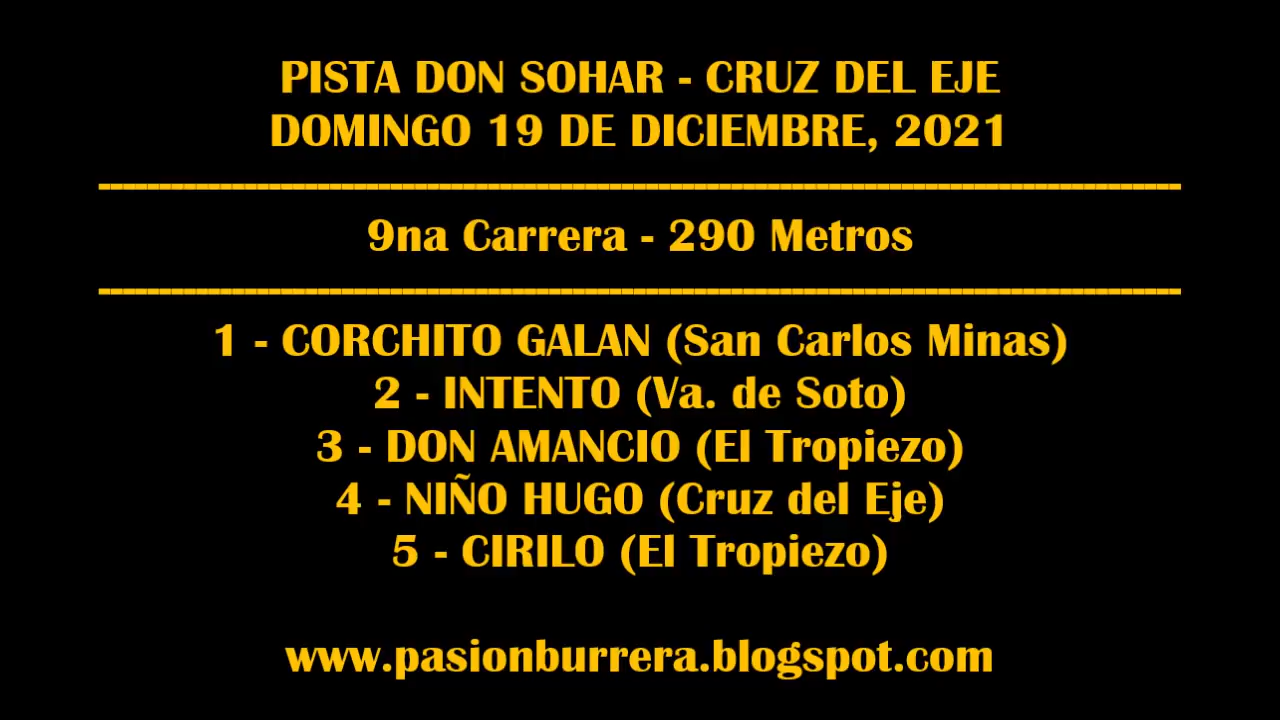 PISTA DON SOHAR - CRUZ DEL EJE
DOMINGO 19 DE DICIEMBRE, 2021
9na Carrera - 290 Metros
1 - CORCHITO GALAN (San Carlos Minas)
2 - INTENTO (Va. de Soto)
3 - DON AMANCIO (El Tropiezo)
4 - NIÑO HUGO (Cruz del Eje)
5 - CIRILO (El Tropiezo)
www.pasionburrera.blogspot.com